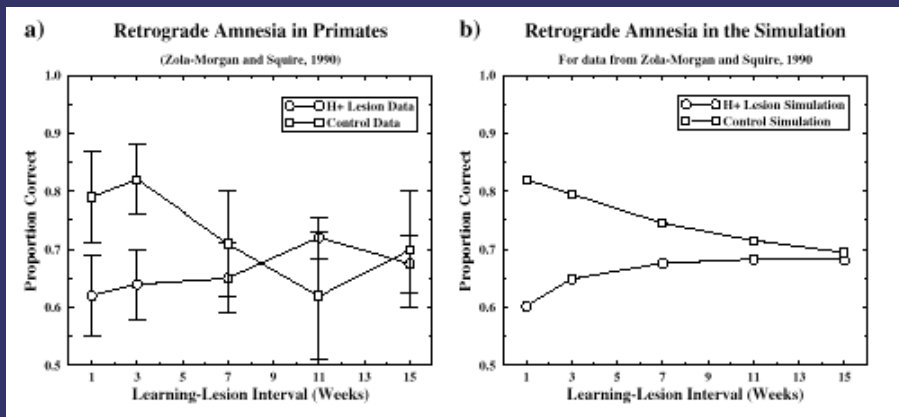 a) Retrograde Amnesia in Primates
(Zola-Morgan and Squire, 1990)
1.0
0.9
0.8
0.7
0.6
0.5
Proportion Correct
H+ Lesion Data
Control Data
1 3 5 7 9 11 13 15
Learning-Lesion Interval (Weeks)
b) Retrograde Amnesia in the Simulation
For data from Zola-Morgan and Squire, 1990
1.0
0.9
0.8
0.7
0.6
0.5
Proportion Correct
H+ Lesion Simulation
Control Simulation
1 3 5 7 9 11 13 15
Learning-Lesion Interval (Weeks)